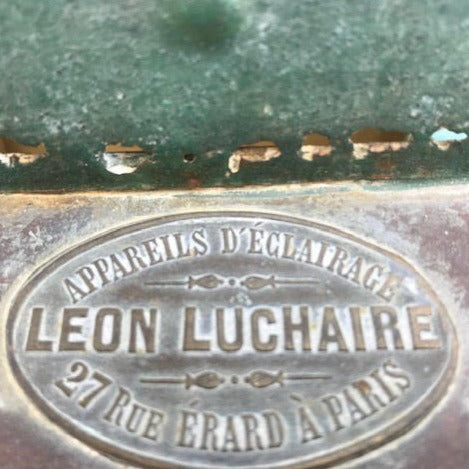 APPAREILS D'ÉCLAIRAGE
LEON LUCHAIRE
27 RUE ÉRARD À PARIS